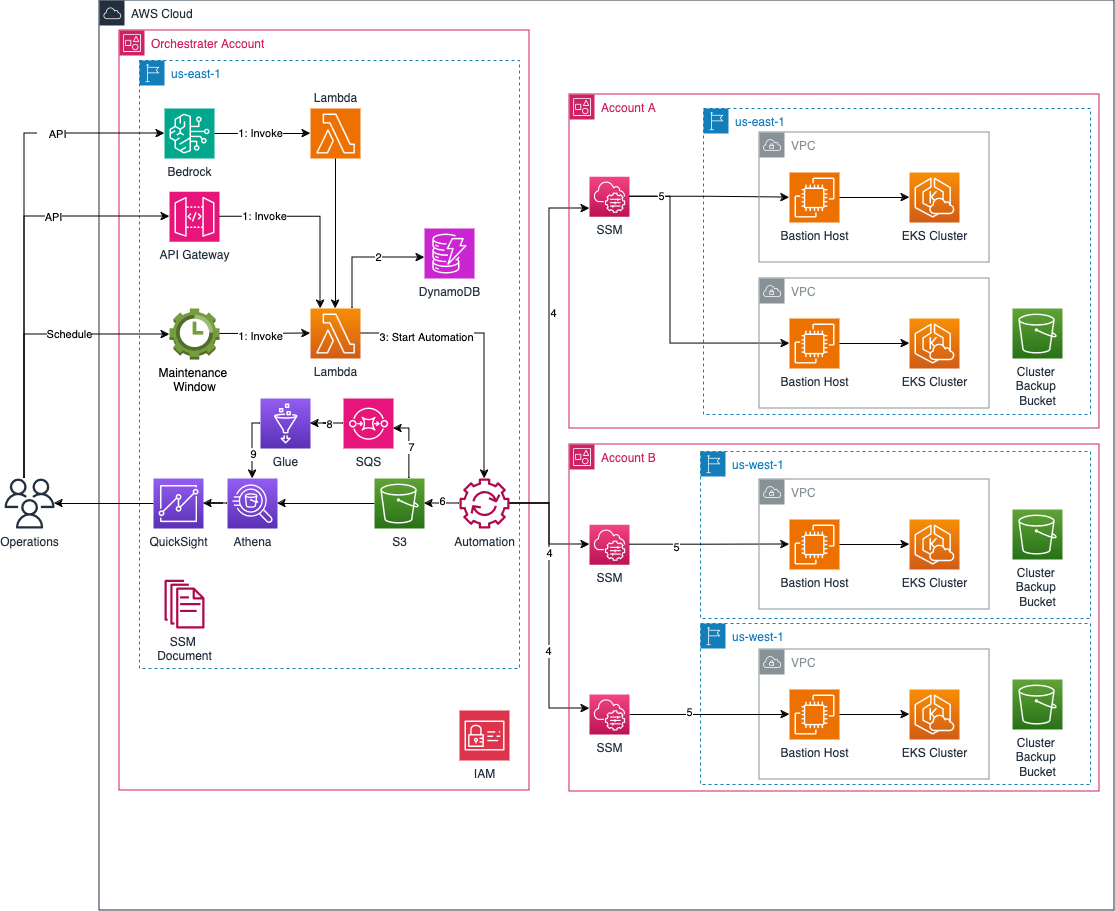 AWS Cloud
Orchestrater Account
us-east-1
Lambda
API
1: Invoke
Bedrock
API
1: Invoke
API Gateway
2
DynamoDB
Schedule
1: Invoke
3: Start Automation
Maintenance
Window
Lambda
8
7
9
Glue
SQS
6
Operations
QuickSight
Athena
S3
Automation
SSM
Document
IAM
4
4
4
Account A
us-east-1
VPC
5
SSM
Bastion Host
EKS Cluster
VPC
Bastion Host
EKS Cluster
Cluster
Backup
Bucket
Account B
us-west-1
VPC
5
SSM
Bastion Host
EKS Cluster
Cluster
Backup
Bucket
us-west-1
VPC
5
SSM
Bastion Host
EKS Cluster
Cluster
Backup
Bucket